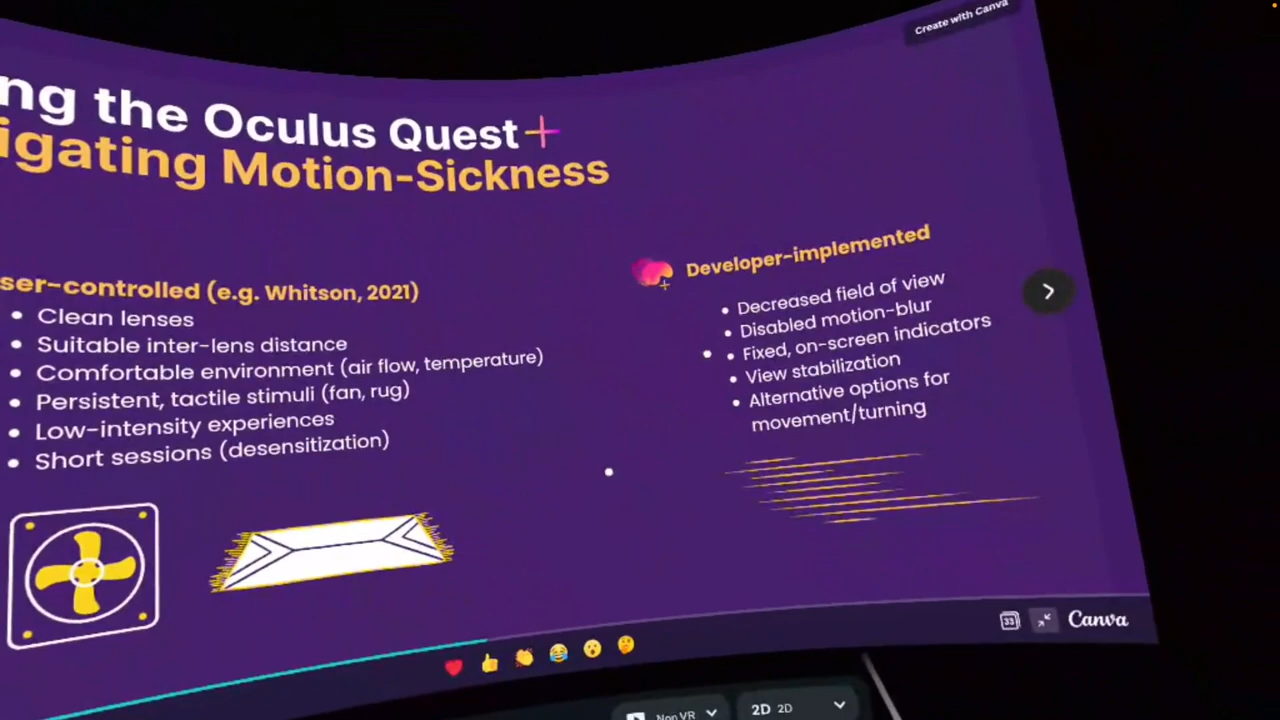 Create with Canva
ng the Oculus Quest
igating Motion-Sickness
ser-controlled (e.g. Whitson, 2021)
• Clean lenses
• Suitable inter-lens distance
• Comfortable environment (air flow, temperature)
• Persistent, tactile stimuli (fan, rug)
• Low-intensity experiences
• Short sessions (desensitization)
Developer-implemented
• Decreased field of view
• Disabled motion-blur
• Fixed, on-screen indicators
• View stabilization
• Alternative options for
movement/turning
33
Canva
Non VR
2D 2D